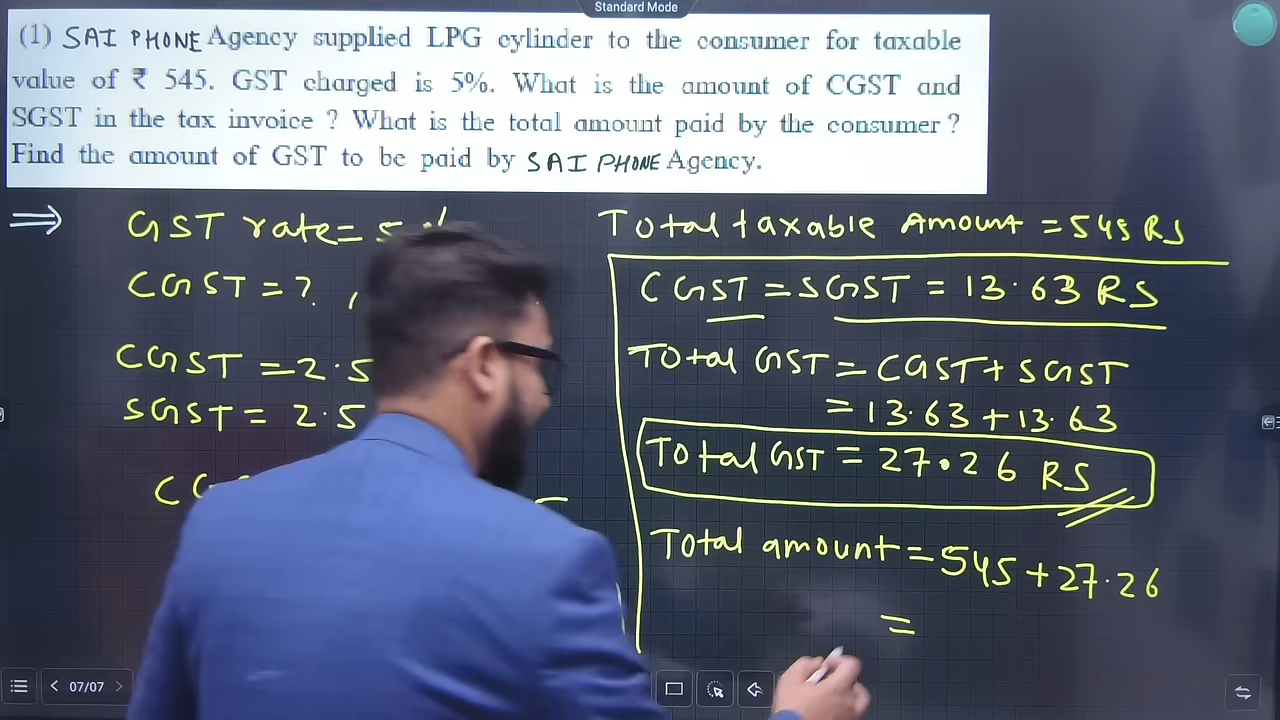 Standard Mode
(1) SAI PHONE Agency supplied LPG cylinder to the consumer for taxable
value of ₹ 545. GST charged is 5%. What is the amount of CGST and
SGST in the tax invoice ? What is the total amount paid by the consumer ?
Find the amount of GST to be paid by SAI PHONE Agency.
⇒ GST rate = 5 %
CGST = ? ,
CGST = 2.5
SGST = 2.5
Total taxable Amount = 545 RS
CGST = SGST = 13.63 RS
Total GST = CGST + SGST
= 13.63 + 13.63
Total GST = 27.26 RS
Total amount = 545 + 27.26
=
07/07